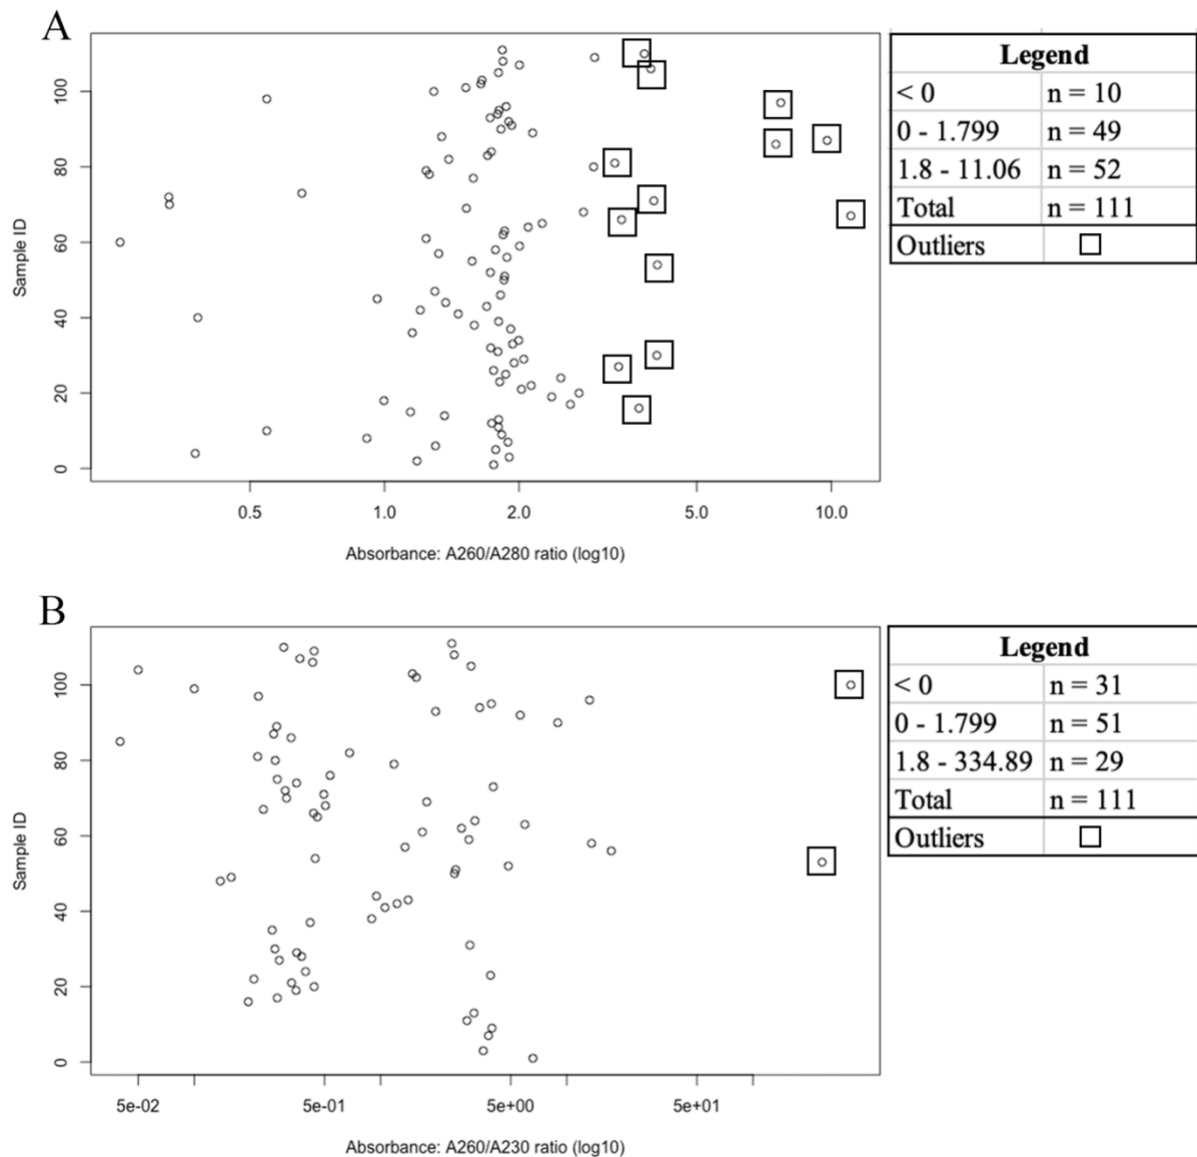 A
Legend
< 0 n = 10
0 - 1.799 n = 49
1.8 - 11.06 n = 52
Total n = 111
Outliers
Sample ID
100
80
60
40
20
0
0.5 1.0 2.0 5.0 10.0
Absorbance: A260/A280 ratio (log10)
B
Legend
< 0 n = 31
0 - 1.799 n = 51
1.8 - 334.89 n = 29
Total n = 111
Outliers
Sample ID
100
80
60
40
20
0
5e-02 5e-01 5e+00 5e+01
Absorbance: A260/A230 ratio (log10)